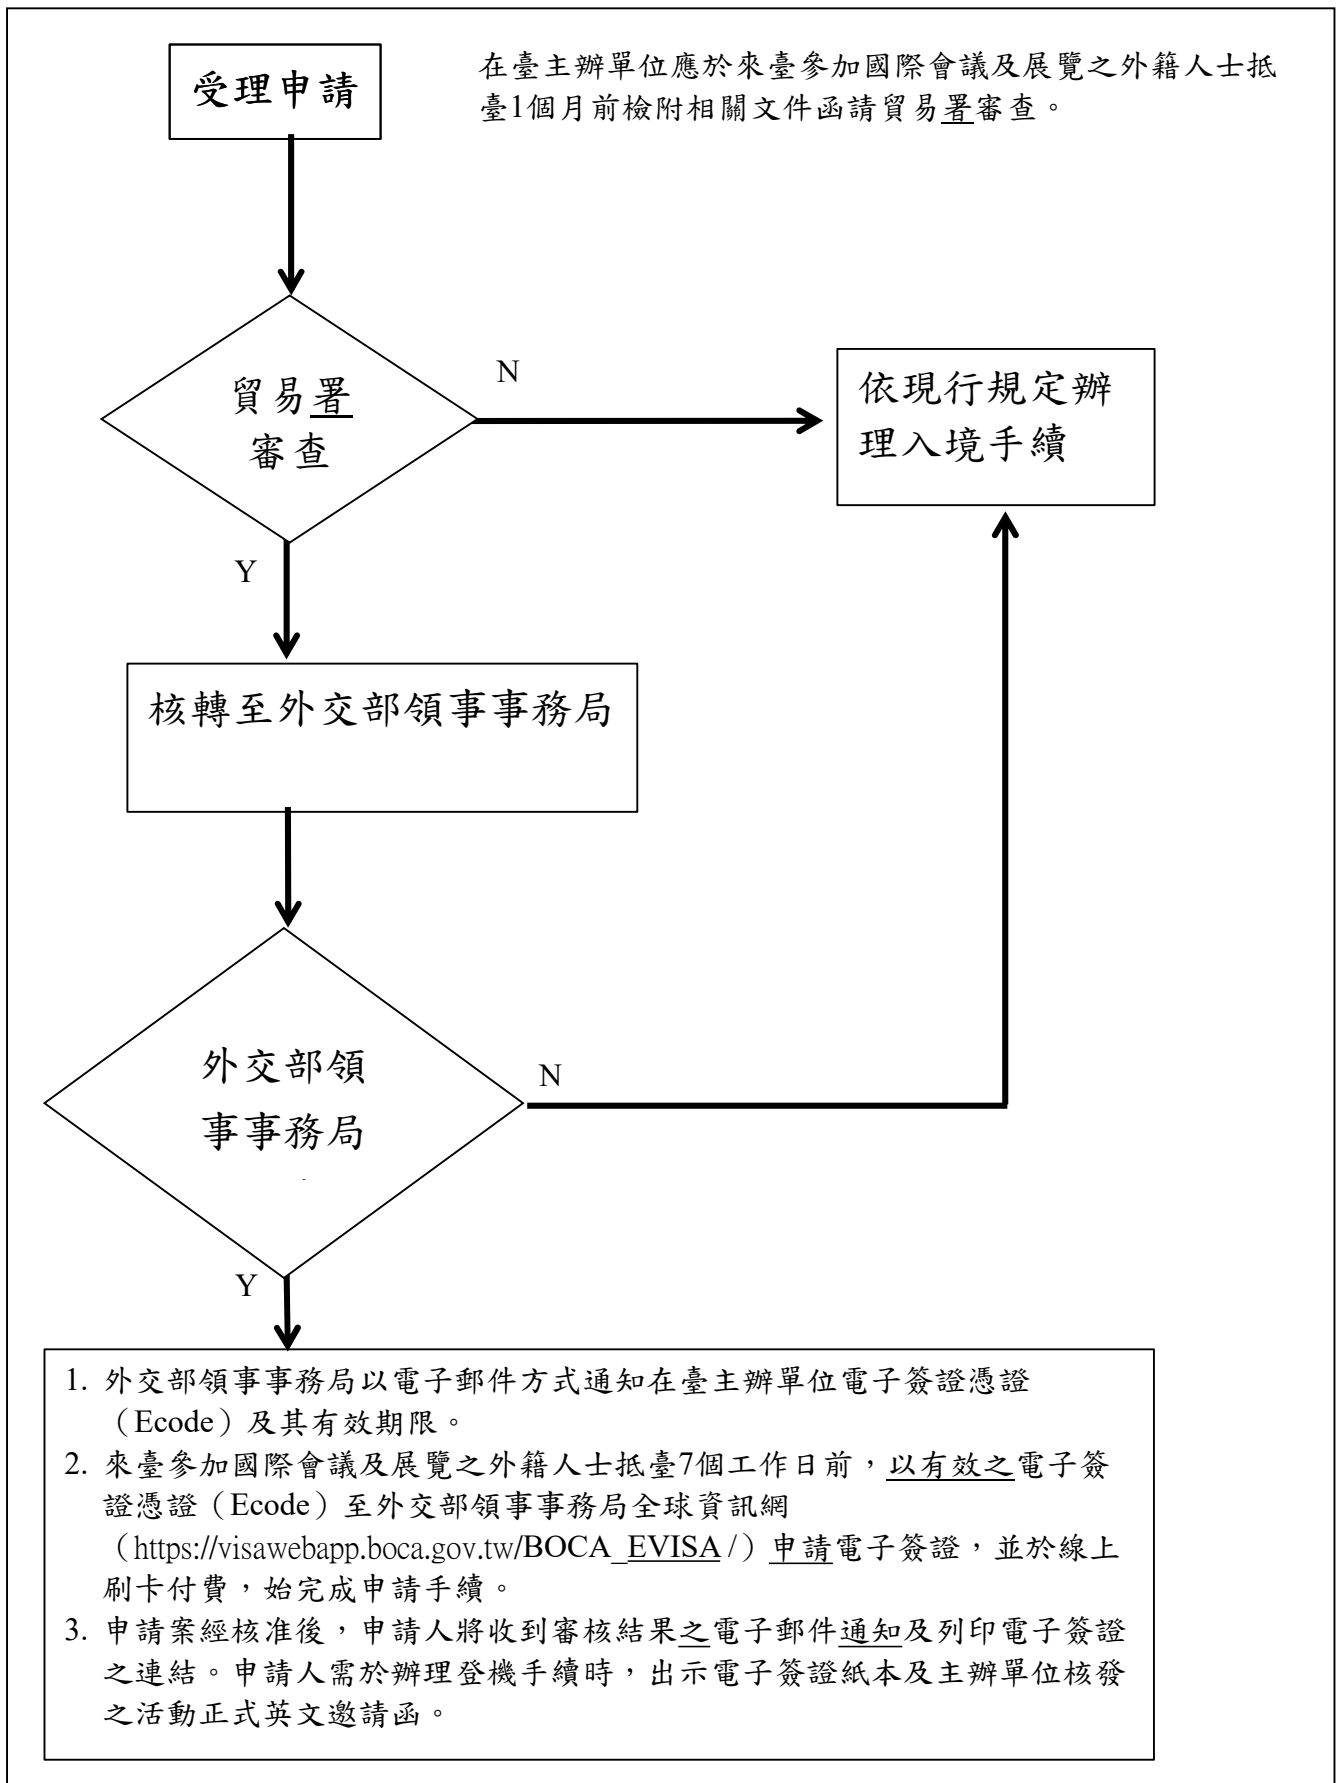 受理申請
在臺主辦單位應於來臺參加國際會議及展覽之外籍人士抵
臺1個月前檢附相關文件函請貿易署審查。
貿易署
審查
N
依現行規定辦
理入境手續
Y
核轉至外交部領事事務局
外交部領
事事務局
N
Y
1. 外交部領事事務局以電子郵件方式通知在臺主辦單位電子簽證憑證
（Ecode）及其有效期限。
2. 來臺參加國際會議及展覽之外籍人士抵臺7個工作日前，以有效之電子簽
證憑證（Ecode）至外交部領事事務局全球資訊網
（https://visawebapp.boca.gov.tw/BOCA_EVISA/）申請電子簽證，並於線上
刷卡付費，始完成申請手續。
3. 申請案經核准後，申請人將收到審核結果之電子郵件通知及列印電子簽證
之連結。申請人需於辦理登機手續時，出示電子簽證紙本及主辦單位核發
之活動正式英文邀請函。